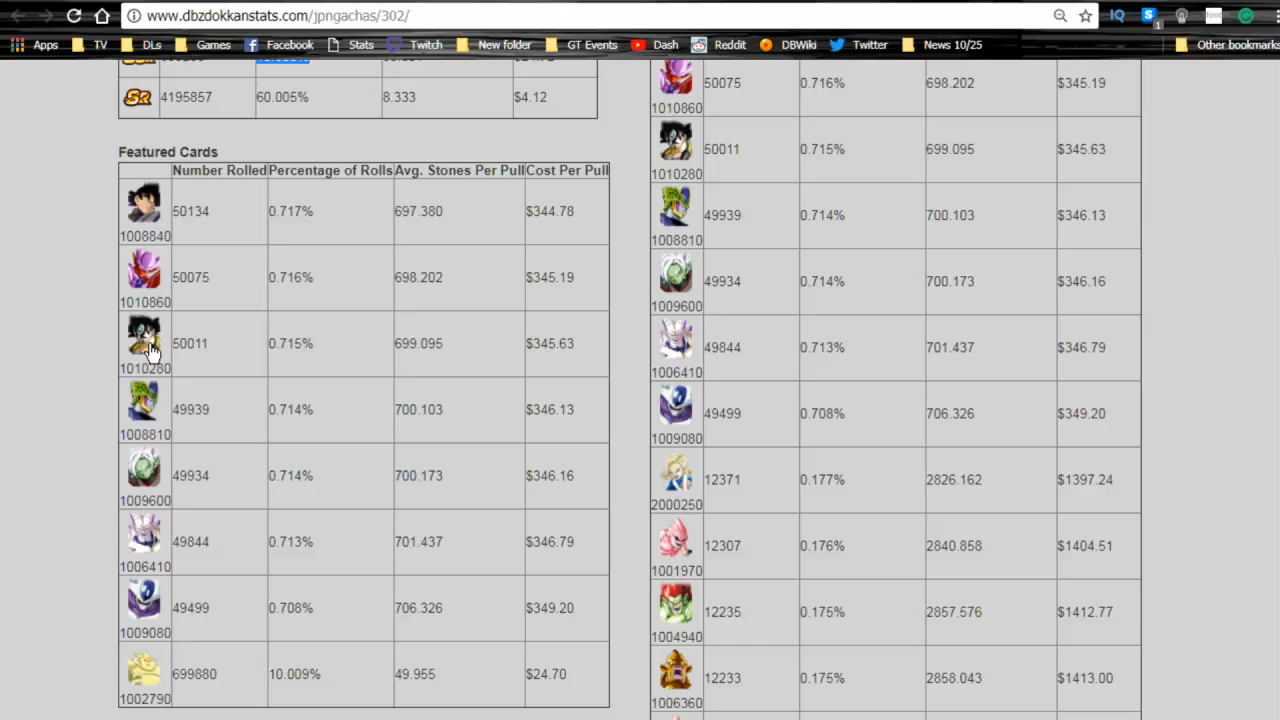 www.dbzdokkanstats.com/jpngachas/302/
Apps TV DLs Games Facebook Stats Twitch New folder GT Events Dash Reddit DBWiki Twitter News 10/25 Other bookmarks
SR 4195857 60.005% 8.333 $4.12
Featured Cards
Number Rolled Percentage of Rolls Avg. Stones Per Pull Cost Per Pull
50134 0.717% 697.380 $344.78
1008840
50075 0.716% 698.202 $345.19
1010860
50011 0.715% 699.095 $345.63
1010280
49939 0.714% 700.103 $346.13
1008810
49934 0.714% 700.173 $346.16
1009600
49844 0.713% 701.437 $346.79
1006410
49499 0.708% 706.326 $349.20
1009080
699880 10.009% 49.955 $24.70
1002790
50075 0.716% 698.202 $345.19
1010860
50011 0.715% 699.095 $345.63
1010280
49939 0.714% 700.103 $346.13
1008810
49934 0.714% 700.173 $346.16
1009600
49844 0.713% 701.437 $346.79
1006410
49499 0.708% 706.326 $349.20
1009080
12371 0.177% 2826.162 $1397.24
2000250
12307 0.176% 2840.858 $1404.51
1001970
12235 0.175% 2857.576 $1412.77
1004940
12233 0.175% 2858.043 $1413.00
1006360